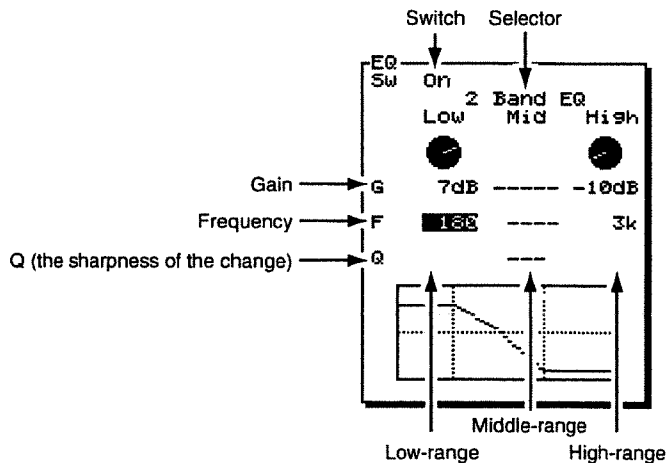 Switch Selector
EQ
SW On
2 Band EQ
Low Mid High
Gain G 7dB ----- -10dB
Frequency F 180 ---- 3k
Q (the sharpness of the change) Q ---
Middle-range
Low-range High-range